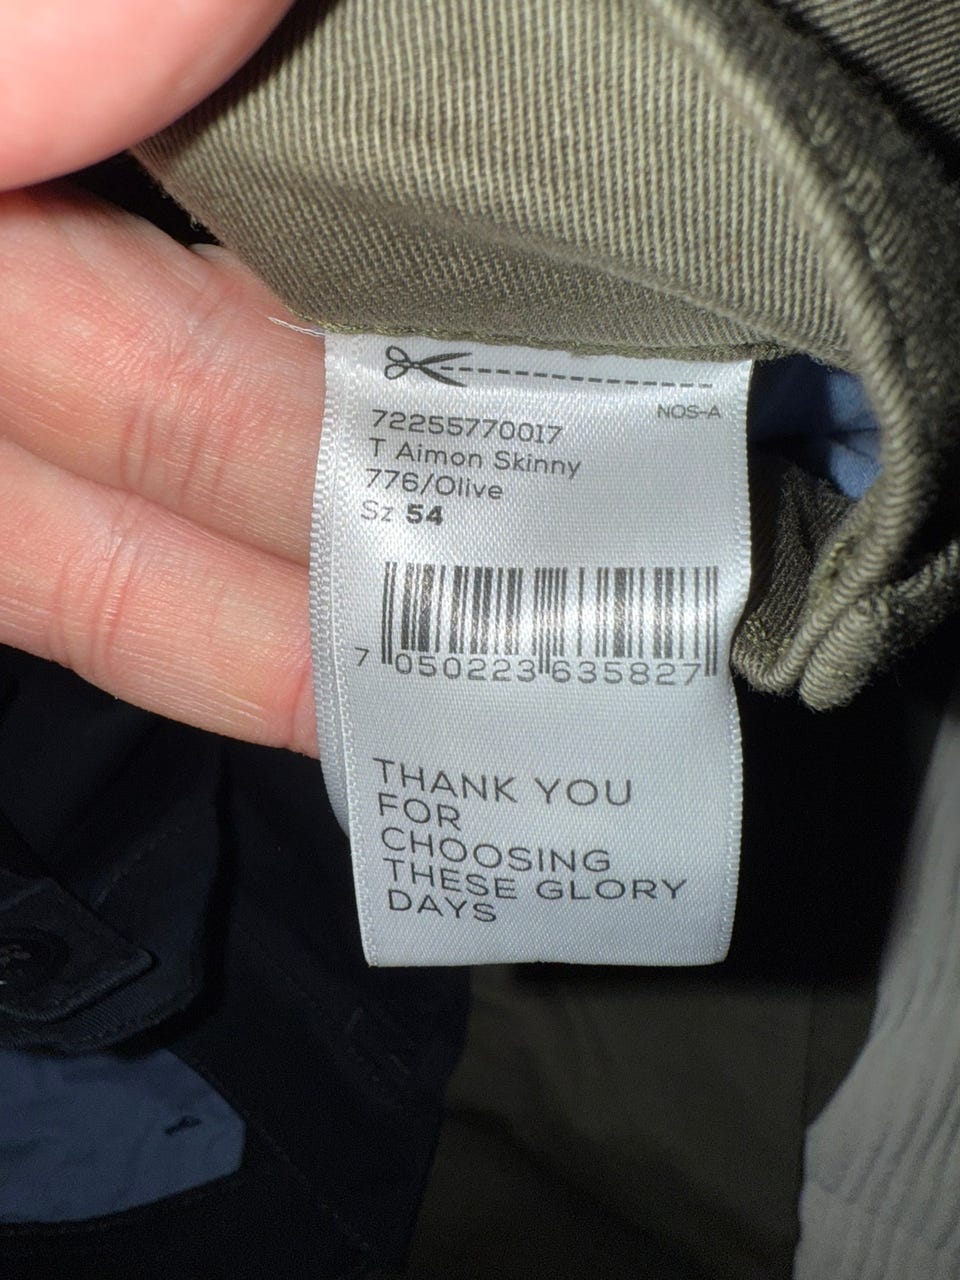 NOS-A
72255770017
T Aimon Skinny
776/Olive
Sz 54
7 050223 635827
THANK YOU
FOR
CHOOSING
THESE GLORY
DAYS